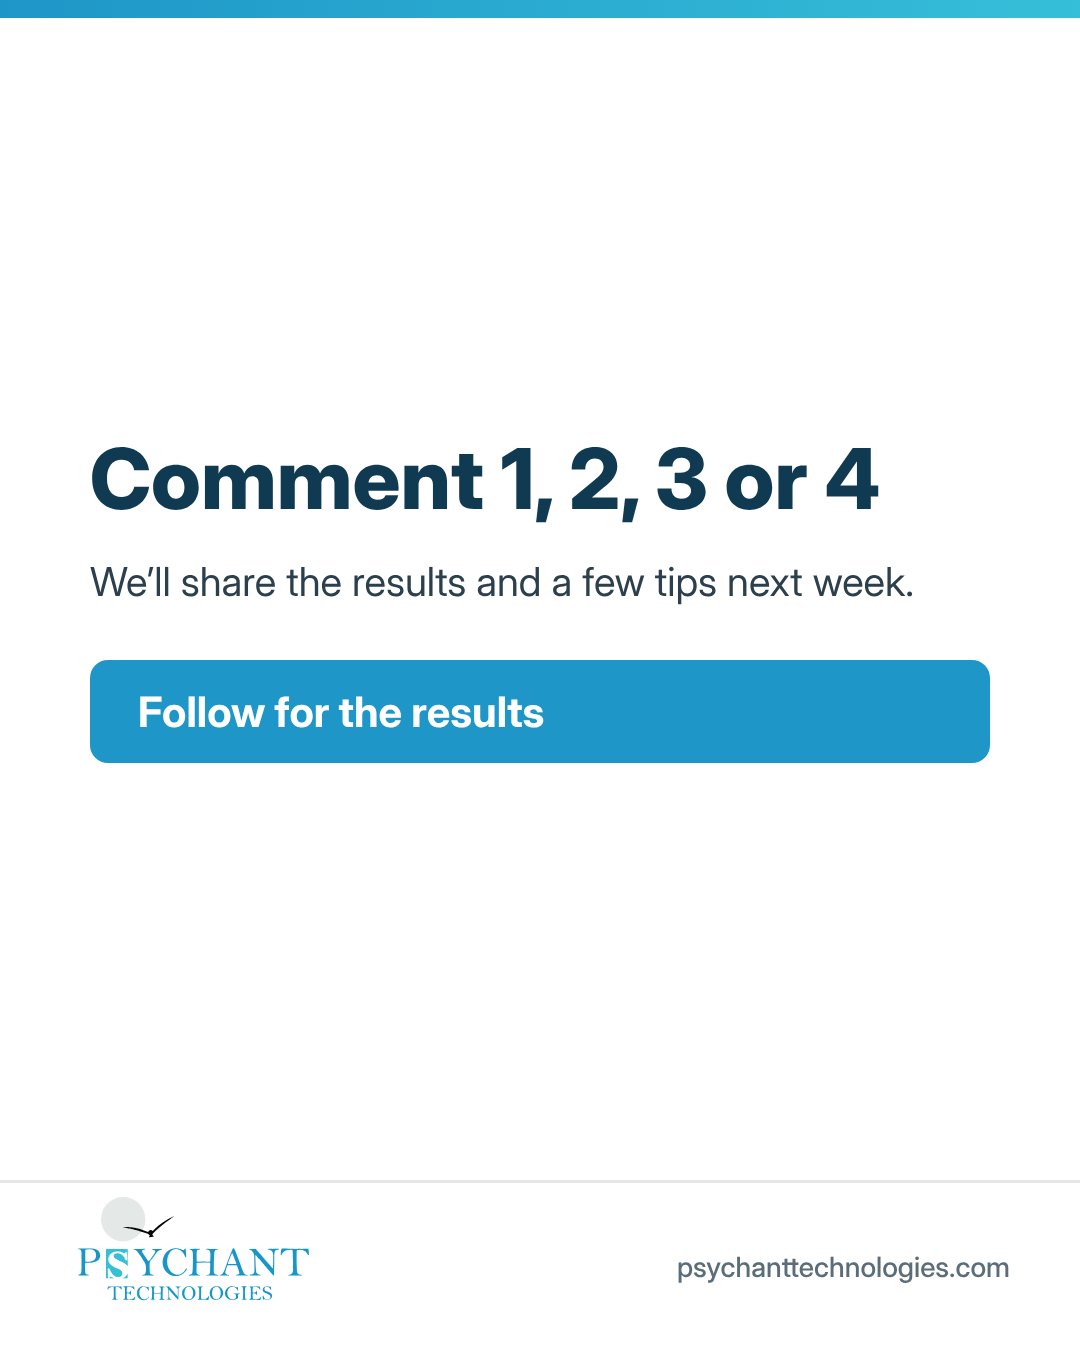 Comment 1, 2, 3 or 4
We’ll share the results and a few tips next week.
Follow for the results
PSYCHANT
TECHNOLOGIES
psychanttechnologies.com